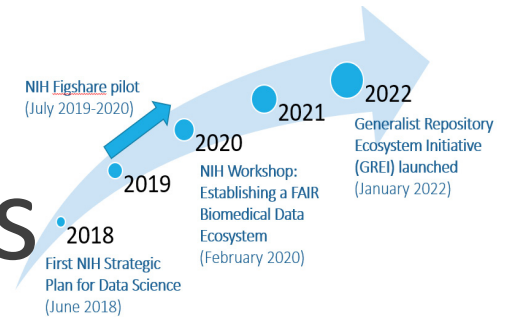 NIH Figshare pilot
(July 2019-2020)
2022
2021
Generalist Repository
Ecosystem Initiative
(GREI) launched
(January 2022)
2020
NIH Workshop:
Establishing a FAIR
Biomedical Data
Ecosystem
(February 2020)
2019
s
2018
First NIH Strategic
Plan for Data Science
(June 2018)